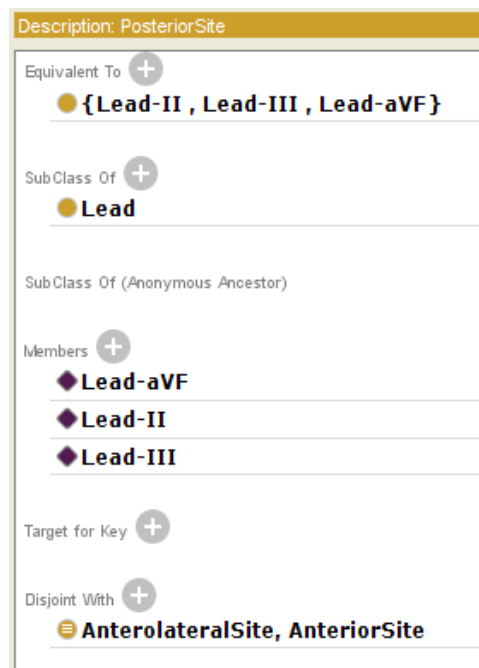 Description: PosteriorSite
Equivalent To
{Lead-II , Lead-III , Lead-aVF}
SubClass Of
Lead
SubClass Of (Anonymous Ancestor)
Members
Lead-aVF
Lead-II
Lead-III
Target for Key
Disjoint With
AnterolateralSite, AnteriorSite